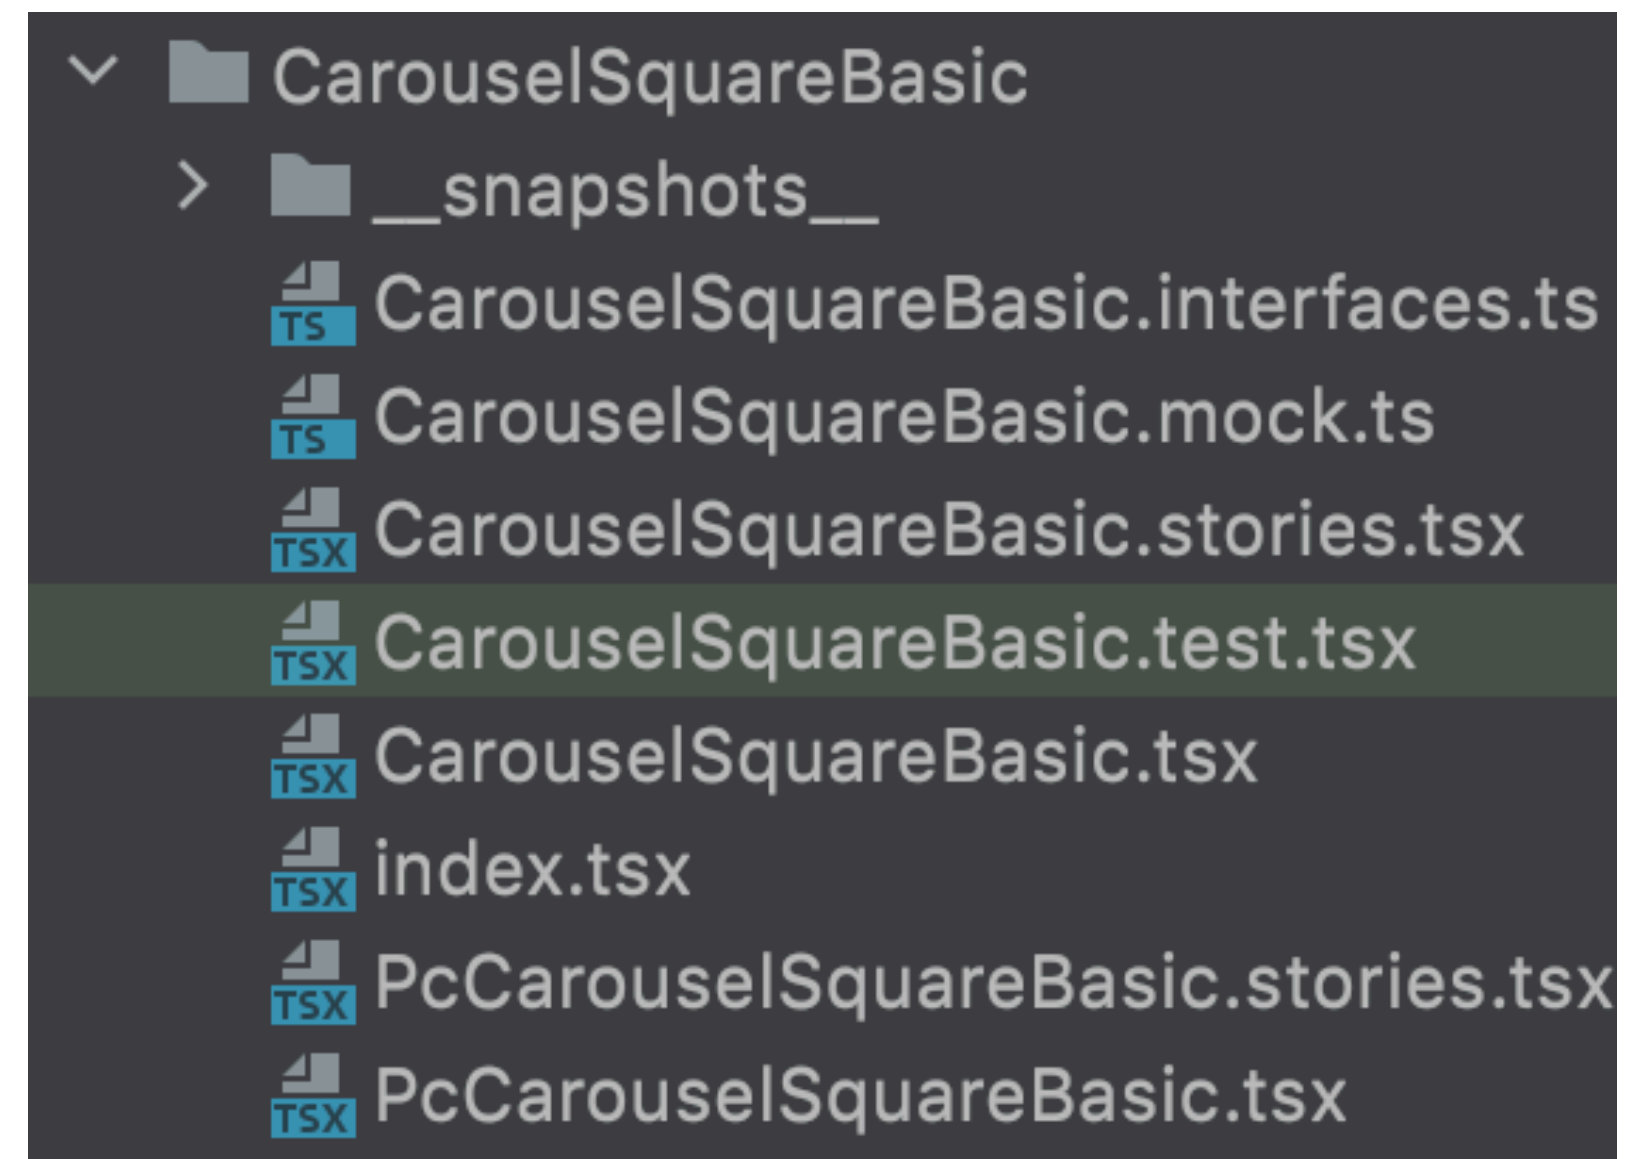 CarouselSquareBasic
__snapshots__
TS CarouselSquareBasic.interfaces.ts
TS CarouselSquareBasic.mock.ts
TSX CarouselSquareBasic.stories.tsx
TSX CarouselSquareBasic.test.tsx
TSX CarouselSquareBasic.tsx
TSX index.tsx
TSX PcCarouselSquareBasic.stories.tsx
TSX PcCarouselSquareBasic.tsx